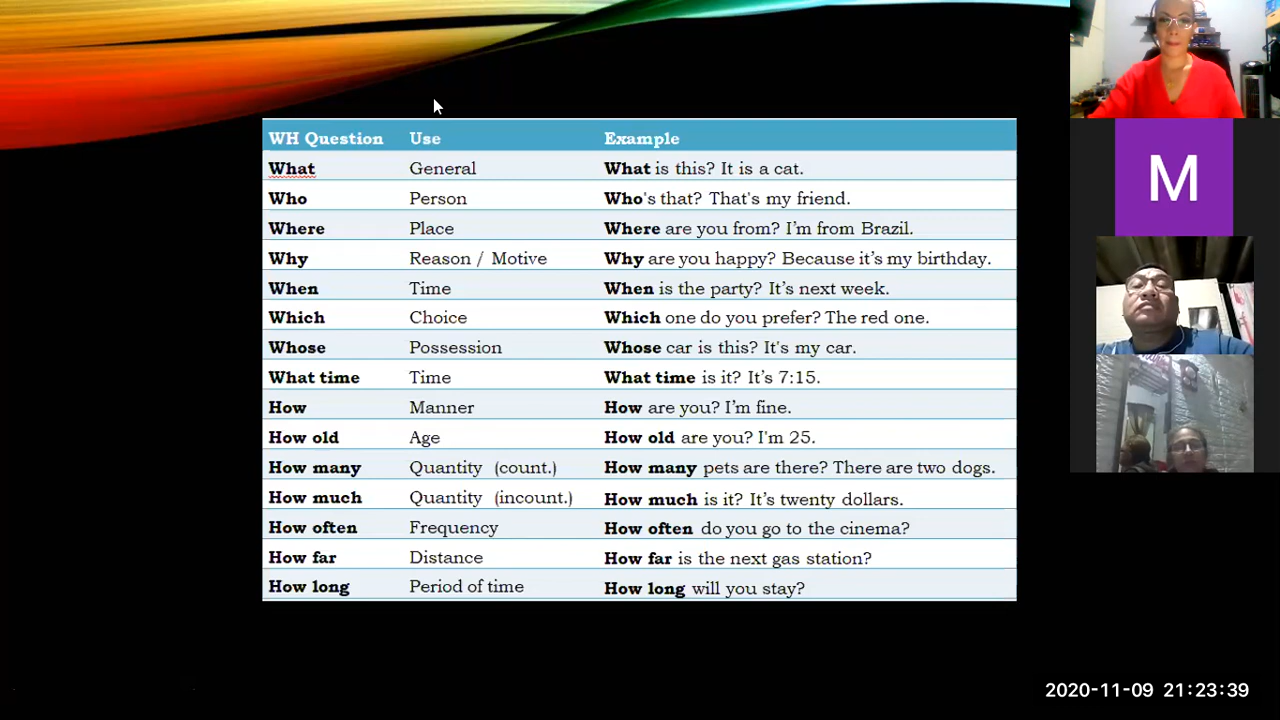 WH Question Use Example
What General What is this? It is a cat.
Who Person Who's that? That's my friend.
Where Place Where are you from? I’m from Brazil.
Why Reason / Motive Why are you happy? Because it’s my birthday.
When Time When is the party? It’s next week.
Which Choice Which one do you prefer? The red one.
Whose Possession Whose car is this? It's my car.
What time Time What time is it? It’s 7:15.
How Manner How are you? I’m fine.
How old Age How old are you? I'm 25.
How many Quantity (count.) How many pets are there? There are two dogs.
How much Quantity (incount.) How much is it? It’s twenty dollars.
How often Frequency How often do you go to the cinema?
How far Distance How far is the next gas station?
How long Period of time How long will you stay?
M
2020-11-09 21:23:39